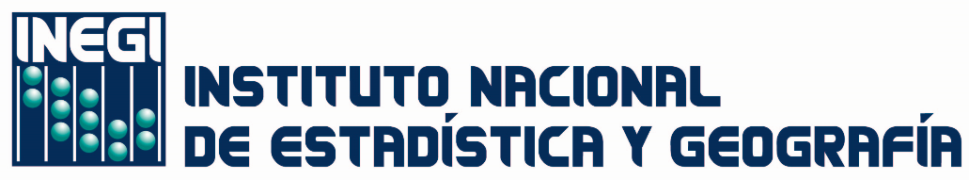 INEGI
INSTITUTO NACIONAL
DE ESTADÍSTICA Y GEOGRAFÍA